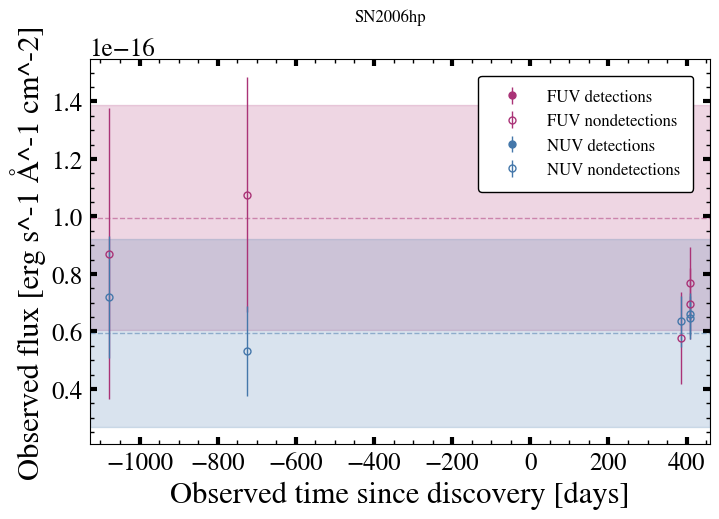 SN2006hp
1e−16
Observed flux [erg s^-1 Å^-1 cm^-2]
1.4
1.2
1.0
0.8
0.6
0.4
FUV detections
FUV nondetections
NUV detections
NUV nondetections
−1000 −800 −600 −400 −200 0 200 400
Observed time since discovery [days]